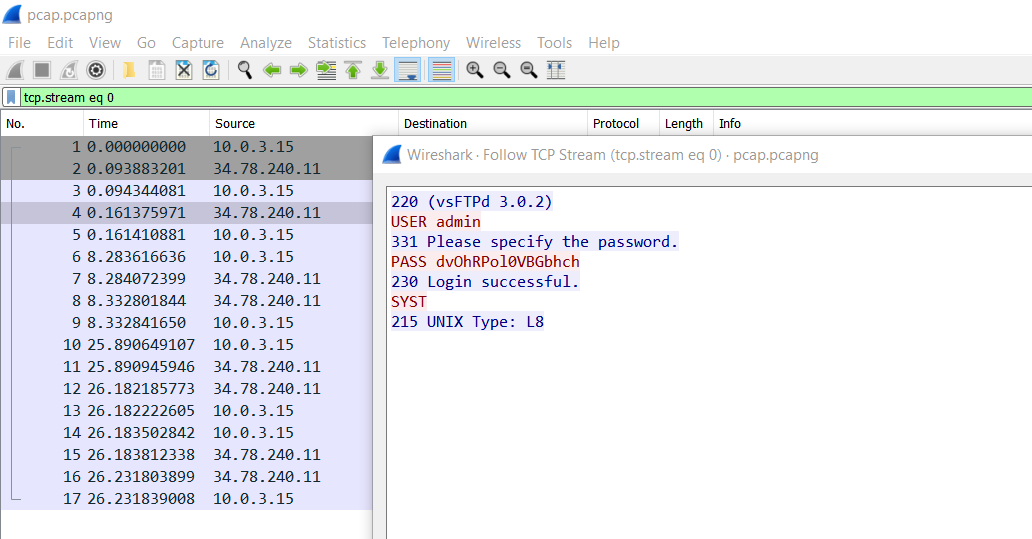 pcap.pcapng
File Edit View Go Capture Analyze Statistics Telephony Wireless Tools Help
tcp.stream eq 0
No. Time Source Destination Protocol Length Info
1 0.000000000 10.0.3.15
2 0.093883201 34.78.240.11
3 0.094344081 10.0.3.15
4 0.161375971 34.78.240.11
5 0.161410881 10.0.3.15
6 8.283616636 10.0.3.15
7 8.284072399 34.78.240.11
8 8.332801844 34.78.240.11
9 8.332841650 10.0.3.15
10 25.890649107 10.0.3.15
11 25.890945946 34.78.240.11
12 26.182185773 34.78.240.11
13 26.182222605 10.0.3.15
14 26.183502842 10.0.3.15
15 26.183812338 34.78.240.11
16 26.231803899 34.78.240.11
17 26.231839008 10.0.3.15
Wireshark · Follow TCP Stream (tcp.stream eq 0) · pcap.pcapng
220 (vsFTPd 3.0.2)
USER admin
331 Please specify the password.
PASS dvOhRPol0VBGbhch
230 Login successful.
SYST
215 UNIX Type: L8